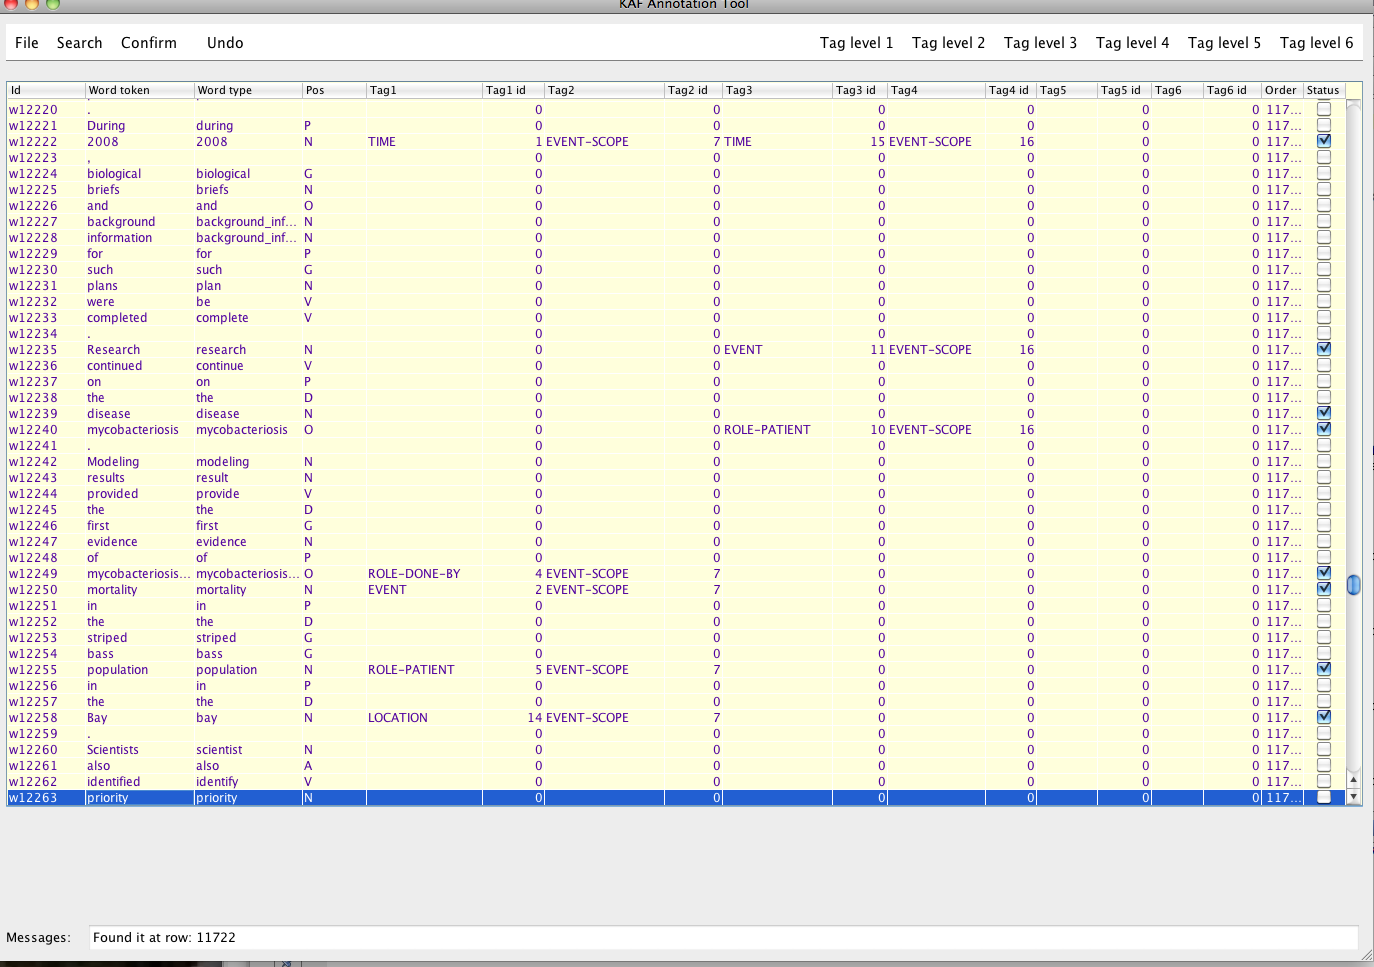 KAF Annotation Tool
File Search Confirm Undo Tag level 1 Tag level 2 Tag level 3 Tag level 4 Tag level 5 Tag level 6
Id Word token Word type Pos Tag1 Tag1 id Tag2 Tag2 id Tag3 Tag3 id Tag4 Tag4 id Tag5 Tag5 id Tag6 Tag6 id Order Status
w12220 . 0 0 0 0 0 0 117...
w12221 During during P 0 0 0 0 0 0 117...
w12222 2008 2008 N TIME 1 EVENT-SCOPE 7 TIME 15 EVENT-SCOPE 16 0 0 117...
w12223 , 0 0 0 0 0 0 117...
w12224 biological biological G 0 0 0 0 0 0 117...
w12225 briefs briefs N 0 0 0 0 0 0 117...
w12226 and and O 0 0 0 0 0 0 117...
w12227 background background_inf... N 0 0 0 0 0 0 117...
w12228 information background_inf... N 0 0 0 0 0 0 117...
w12229 for for P 0 0 0 0 0 0 117...
w12230 such such G 0 0 0 0 0 0 117...
w12231 plans plan N 0 0 0 0 0 0 117...
w12232 were be V 0 0 0 0 0 0 117...
w12233 completed complete V 0 0 0 0 0 0 117...
w12234 . 0 0 0 0 0 0 117...
w12235 Research research N 0 0 EVENT 11 EVENT-SCOPE 16 0 0 117...
w12236 continued continue V 0 0 0 0 0 0 117...
w12237 on on P 0 0 0 0 0 0 117...
w12238 the the D 0 0 0 0 0 0 117...
w12239 disease disease N 0 0 0 0 0 0 117...
w12240 mycobacteriosis mycobacteriosis O 0 0 ROLE-PATIENT 10 EVENT-SCOPE 16 0 0 117...
w12241 . 0 0 0 0 0 0 117...
w12242 Modeling modeling N 0 0 0 0 0 0 117...
w12243 results result N 0 0 0 0 0 0 117...
w12244 provided provide V 0 0 0 0 0 0 117...
w12245 the the D 0 0 0 0 0 0 117...
w12246 first first G 0 0 0 0 0 0 117...
w12247 evidence evidence N 0 0 0 0 0 0 117...
w12248 of of P 0 0 0 0 0 0 117...
w12249 mycobacteriosis... mycobacteriosis... O ROLE-DONE-BY 4 EVENT-SCOPE 7 0 0 0 0 117...
w12250 mortality mortality N EVENT 2 EVENT-SCOPE 7 0 0 0 0 117...
w12251 in in P 0 0 0 0 0 0 117...
w12252 the the D 0 0 0 0 0 0 117...
w12253 striped striped G 0 0 0 0 0 0 117...
w12254 bass bass G 0 0 0 0 0 0 117...
w12255 population population N ROLE-PATIENT 5 EVENT-SCOPE 7 0 0 0 0 117...
w12256 in in P 0 0 0 0 0 0 117...
w12257 the the D 0 0 0 0 0 0 117...
w12258 Bay bay N LOCATION 14 EVENT-SCOPE 7 0 0 0 0 117...
w12259 . 0 0 0 0 0 0 117...
w12260 Scientists scientist N 0 0 0 0 0 0 117...
w12261 also also A 0 0 0 0 0 0 117...
w12262 identified identify V 0 0 0 0 0 0 117...
w12263 priority priority N 0 0 0 0 0 0 117...
Messages: Found it at row: 11722